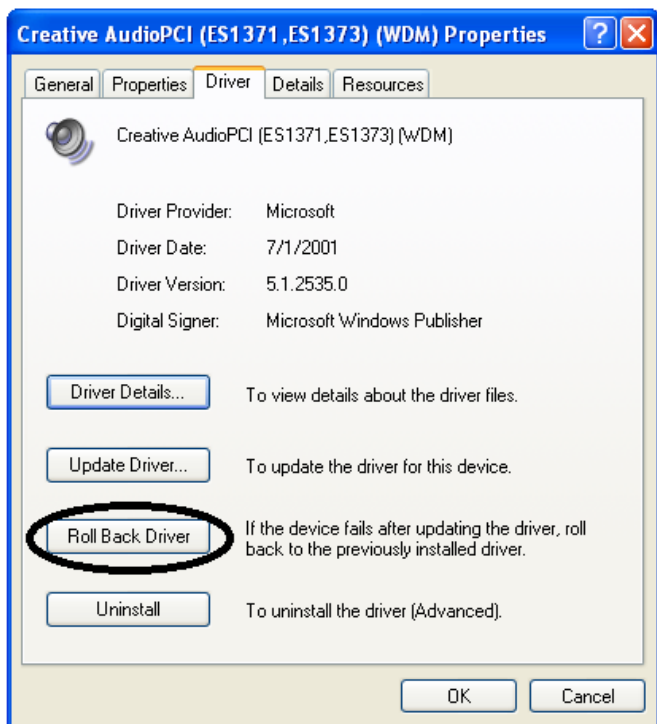 Creative AudioPCI (ES1371,ES1373) (WDM) Properties
General Properties Driver Details Resources
Creative AudioPCI (ES1371,ES1373) (WDM)
Driver Provider: Microsoft
Driver Date: 7/1/2001
Driver Version: 5.1.2535.0
Digital Signer: Microsoft Windows Publisher
Driver Details... To view details about the driver files.
Update Driver... To update the driver for this device.
Roll Back Driver If the device fails after updating the driver, roll
back to the previously installed driver.
Uninstall To uninstall the driver (Advanced).
OK Cancel